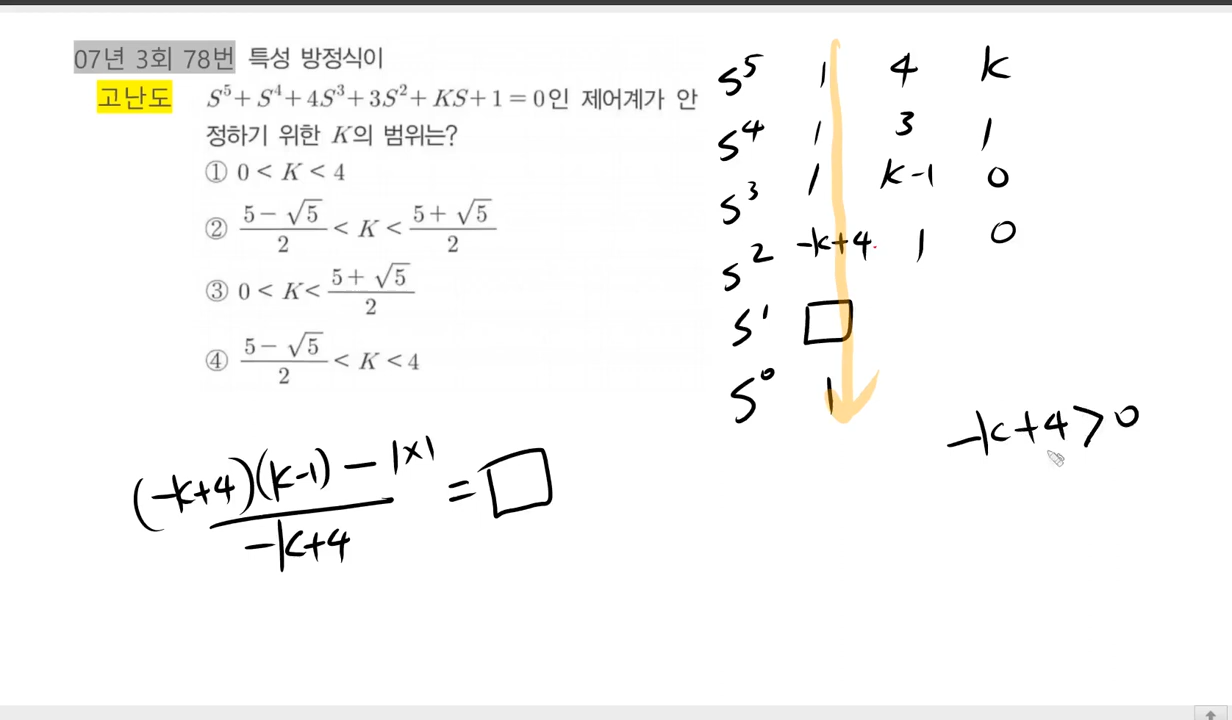 07년 3회 78번 특성 방정식이
고난도 S⁵ + S⁴ + 4S³ + 3S² + KS + 1 = 0인 제어계가 안
정하기 위한 K의 범위는?
① 0 < K < 4
② (5 − √5)/2 < K < (5 + √5)/2
③ 0 < K < (5 + √5)/2
④ (5 − √5)/2 < K < 4
S⁵ 1 4 k
S⁴ 1 3 1
S³ 1 k-1 0
S² -k+4 1 0
S¹ □
S⁰ 1
-k+4>0
((-k+4)(k-1) - 1×1)/(-k+4) = □